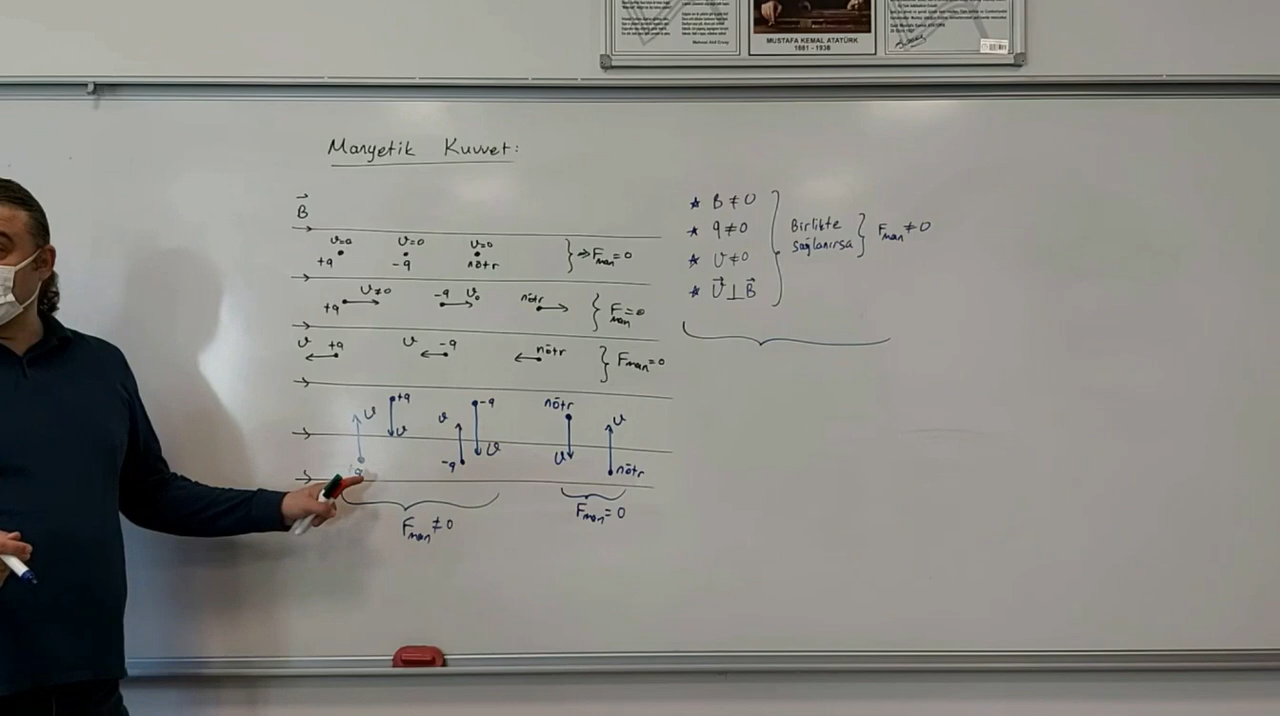 MUSTAFA KEMAL ATATÜRK
1881 - 1938
Manyetik Kuvvet:
B⃗
υ=0 υ=0 υ=0
+q -q nötr } ⇒ Fman=0
+q υ≠0 -q υ₀ nötr } Fman=0
υ +q υ -q nötr } Fman=0
υ +q υ υ -q υ nötr υ υ
-q nötr
Fman≠0 Fman=0
★ B≠0
★ q≠0
★ υ≠0
★ υ⃗⊥B⃗
} Birlikte
sağlanırsa } Fman≠0